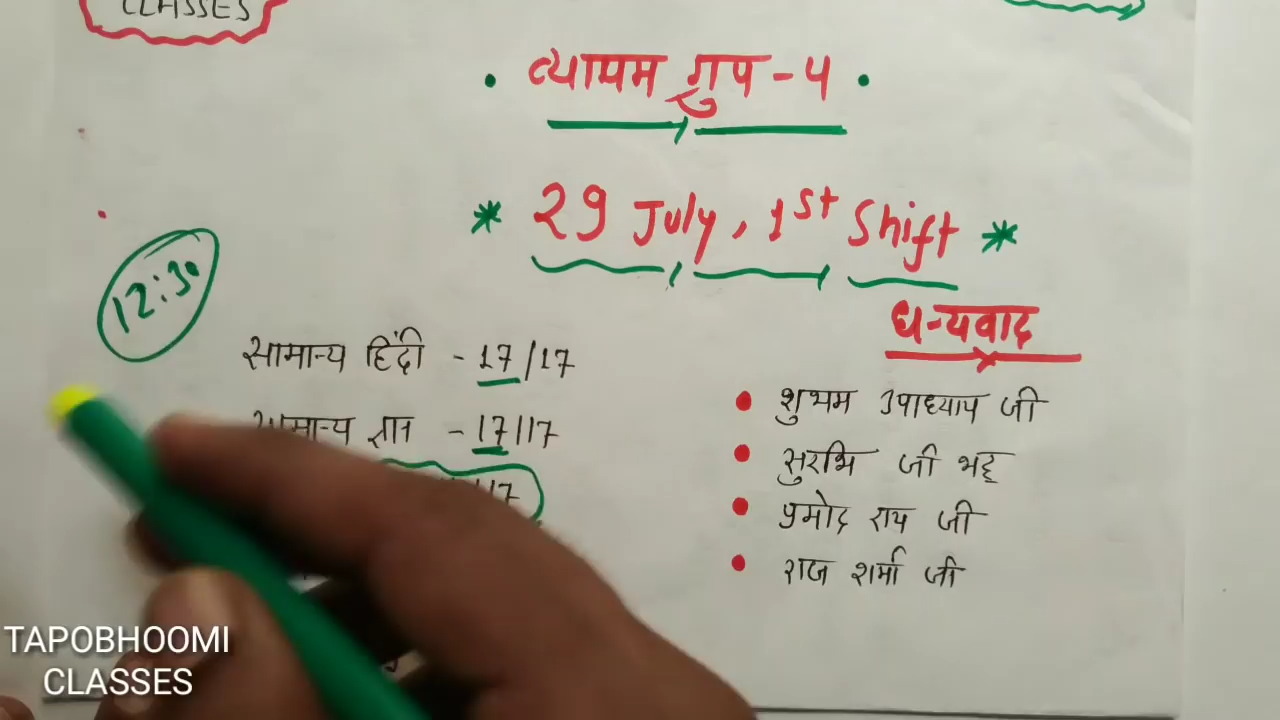 CLASSES
व्यापम ग्रुप - 4
29 July, 1st Shift
12:30
धन्यवाद
सामान्य हिंदी - 17/17
सामान्य ज्ञान - 17/17
/17
शुभम उपाध्याय जी
सुरभि जी भट्ट
प्रमोद राय जी
राज शर्मा जी
TAPOBHOOMI
CLASSES